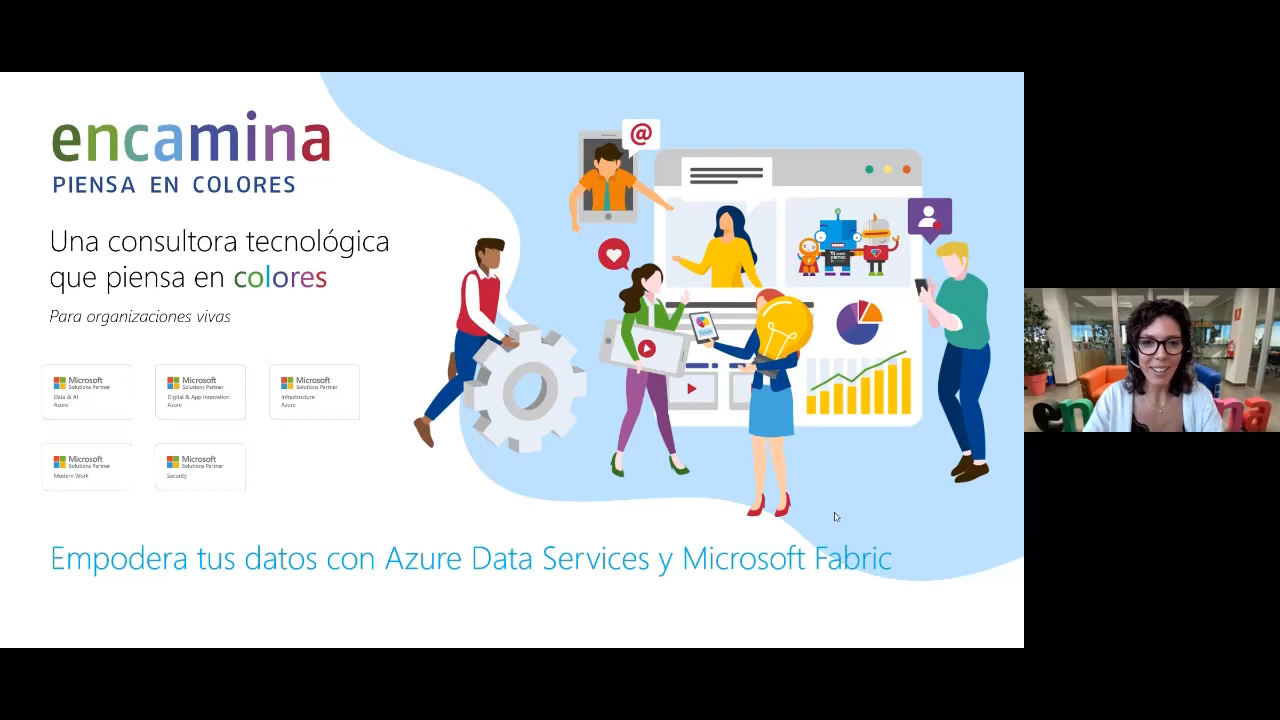 encamina
PIENSA EN COLORES
Una consultora tecnológica
que piensa en colores
Para organizaciones vivas
Microsoft
Solutions Partner
Data & AI
Azure
Microsoft
Solutions Partner
Digital & App Innovation
Azure
Microsoft
Solutions Partner
Infrastructure
Azure
Microsoft
Solutions Partner
Modern Work
Microsoft
Solutions Partner
Security
@
Empodera tus datos con Azure Data Services y Microsoft Fabric